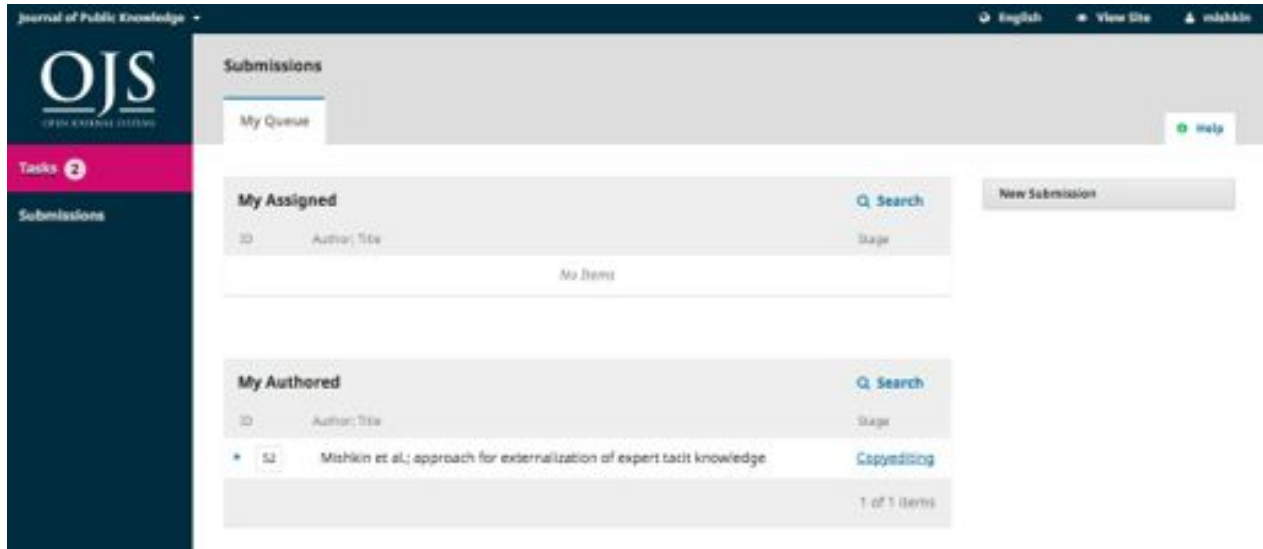 Journal of Public Knowledge
English
View Site
mishkin
OJS
OPEN JOURNAL SYSTEMS
Tasks 2
Submissions
Submissions
My Queue
Help
My Assigned
Search
ID Author; Title Stage
No Items
New Submission
My Authored
Search
ID Author; Title Stage
52 Mishkin et al.; approach for externalization of expert tacit knowledge Copyediting
1 of 1 items